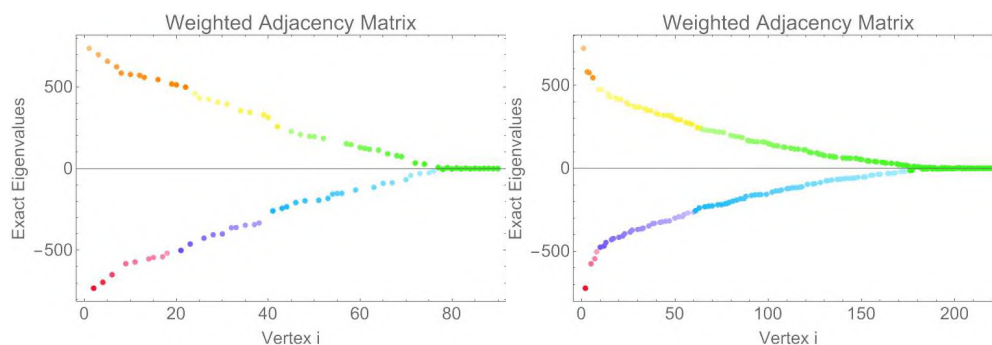 Weighted Adjacency Matrix
Exact Eigenvalues
500
0
−500
0 20 40 60 80
Vertex i
Weighted Adjacency Matrix
Exact Eigenvalues
500
0
−500
0 50 100 150 200
Vertex i